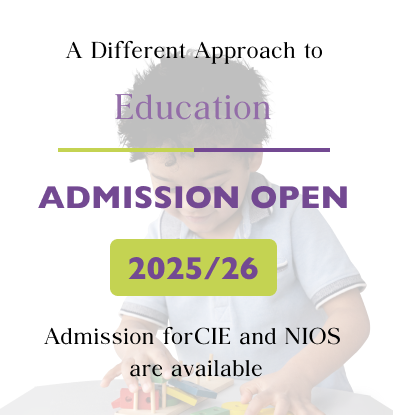 A Different Approach to
Education
ADMISSION OPEN
2025/26
Admission forCIE and NIOS
are available